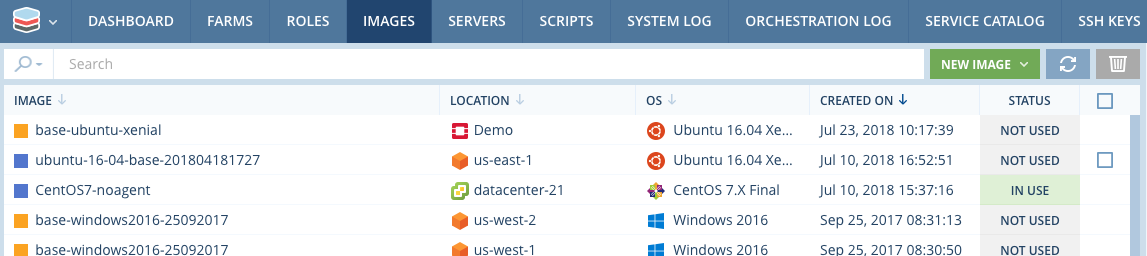 DASHBOARD FARMS ROLES IMAGES SERVERS SCRIPTS SYSTEM LOG ORCHESTRATION LOG SERVICE CATALOG SSH KEYS
Search NEW IMAGE
IMAGE LOCATION OS CREATED ON STATUS
base-ubuntu-xenial Demo Ubuntu 16.04 Xe... Jul 23, 2018 10:17:39 NOT USED
ubuntu-16-04-base-201804181727 us-east-1 Ubuntu 16.04 Xe... Jul 10, 2018 16:52:51 NOT USED
CentOS7-noagent datacenter-21 CentOS 7.X Final Jul 10, 2018 15:37:16 IN USE
base-windows2016-25092017 us-west-2 Windows 2016 Sep 25, 2017 08:31:13 NOT USED
base-windows2016-25092017 us-west-1 Windows 2016 Sep 25, 2017 08:30:50 NOT USED